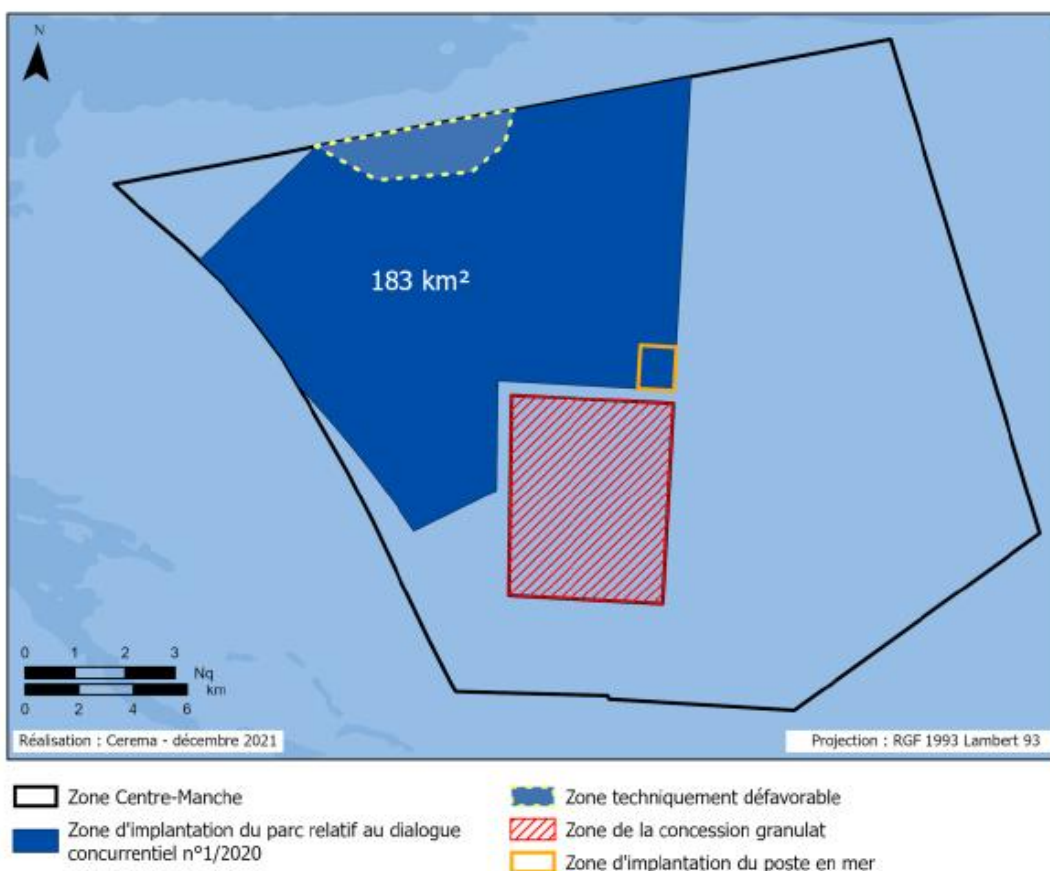 N
183 km²
0 1 2 3
Nq
km
0 2 4 6
Réalisation : Cerema - décembre 2021
Projection : RGF 1993 Lambert 93
Zone Centre-Manche
Zone d'implantation du parc relatif au dialogue
concurrentiel n°1/2020
Zone techniquement défavorable
Zone de la concession granulat
Zone d'implantation du poste en mer